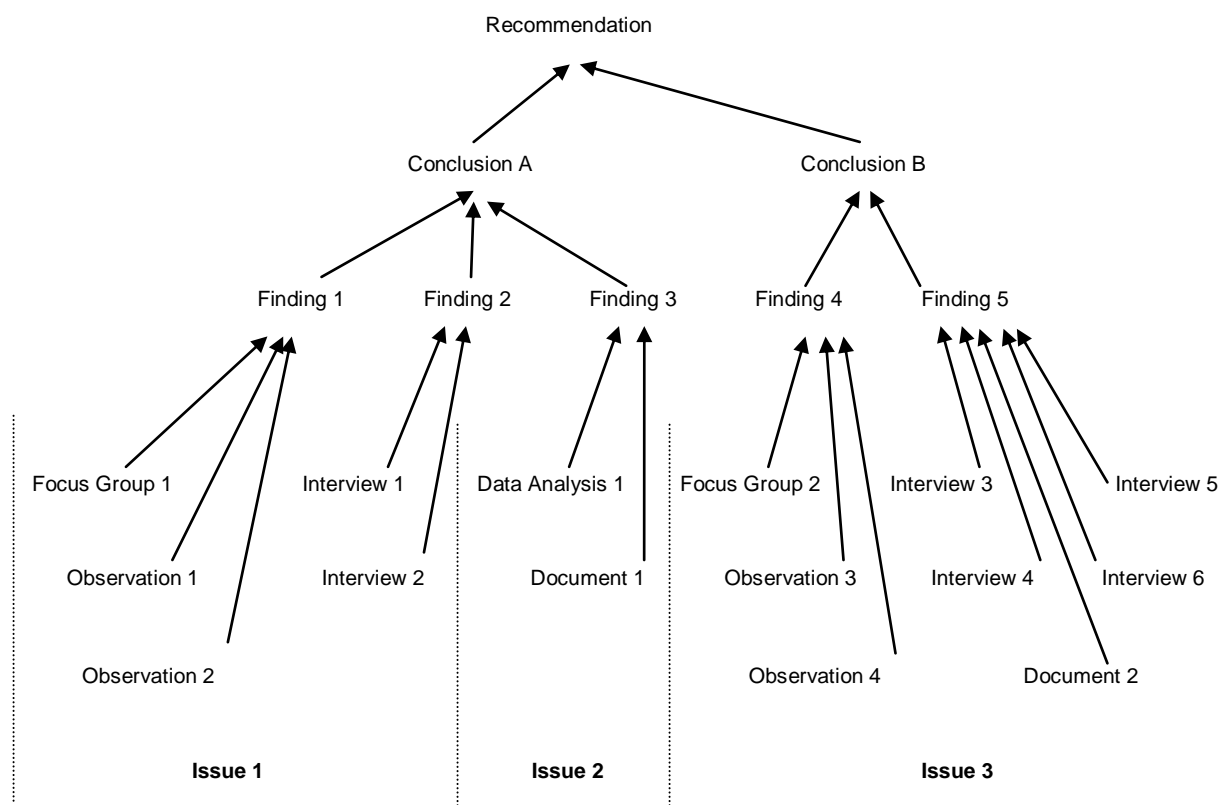 Recommendation
Conclusion A
Conclusion B
Finding 1
Finding 2
Finding 3
Finding 4
Finding 5
Focus Group 1
Interview 1
Data Analysis 1
Focus Group 2
Interview 3
Interview 5
Observation 1
Interview 2
Document 1
Observation 3
Interview 4
Interview 6
Observation 2
Observation 4
Document 2
Issue 1
Issue 2
Issue 3